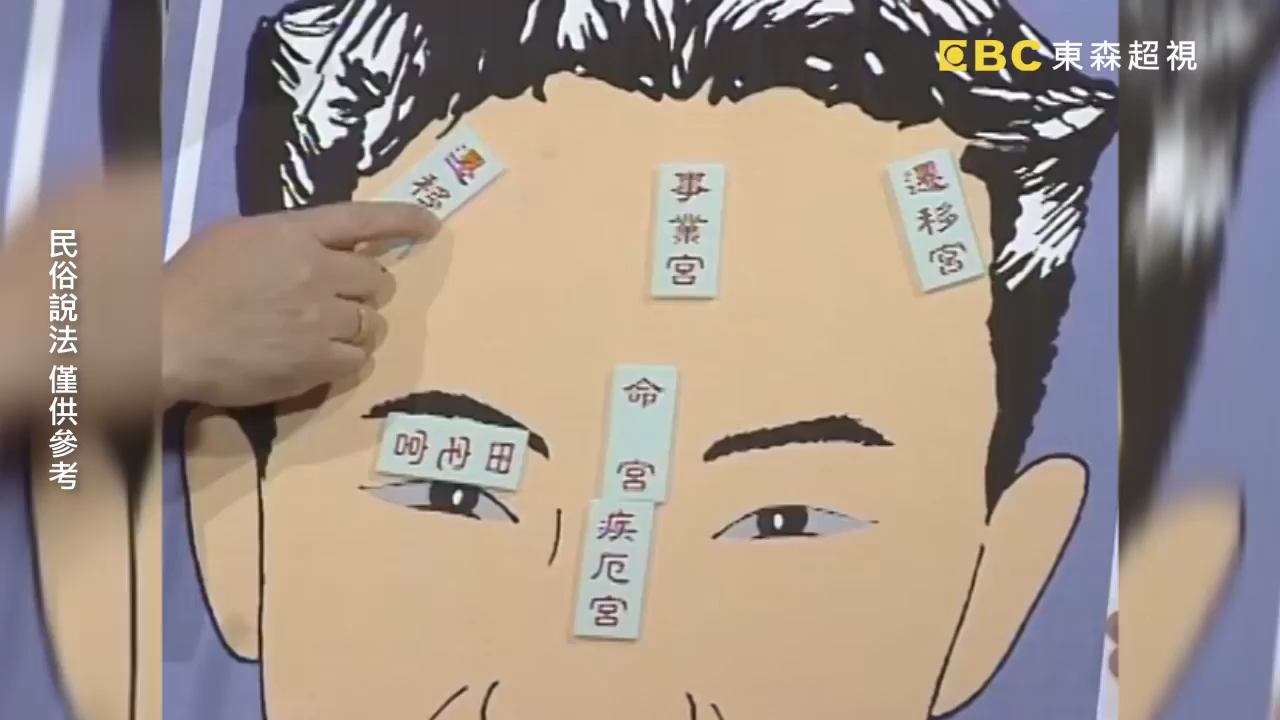 EBC 東森超視
民俗說法 僅供參考
遷移
事業宮
遷移宮
命宮
田宅宮
疾厄宮